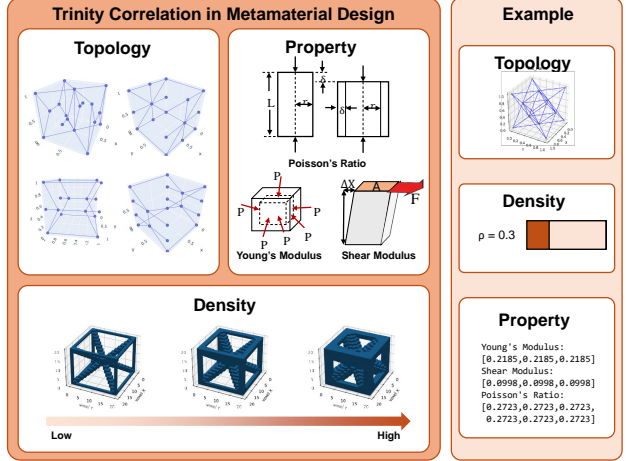 Trinity Correlation in Metamaterial Design
Topology
Property
L
r
δ
δ
r
Poisson's Ratio
P
P
P
P
P
P
Young's Modulus
ΔX
A
F
Shear Modulus
Density
Low
High
Example
Topology
Density
ρ = 0.3
Property
Young's Modulus:
[0.2185,0.2185,0.2185]
Shear Modulus:
[0.0998,0.0998,0.0998]
Poisson's Ratio:
[0.2723,0.2723,0.2723,
0.2723,0.2723,0.2723]